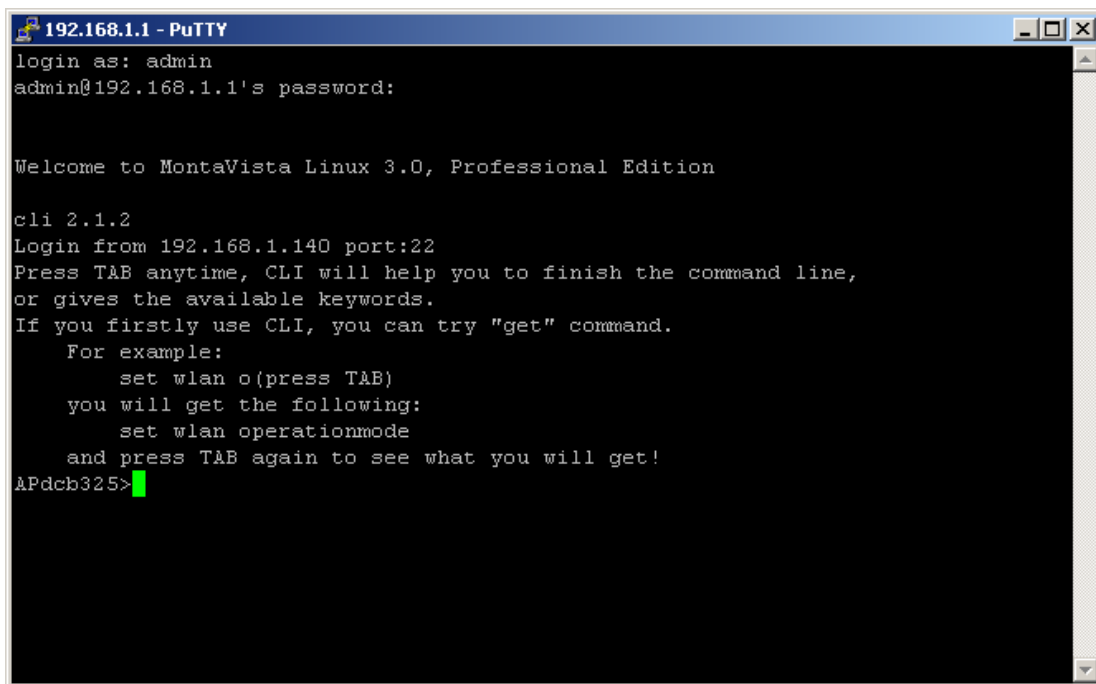 192.168.1.1 - PuTTY
login as: admin
admin@192.168.1.1's password:
Welcome to MontaVista Linux 3.0, Professional Edition
cli 2.1.2
Login from 192.168.1.140 port:22
Press TAB anytime, CLI will help you to finish the command line,
or gives the available keywords.
If you firstly use CLI, you can try "get" command.
For example:
set wlan o(press TAB)
you will get the following:
set wlan operationmode
and press TAB again to see what you will get!
APdcb325>